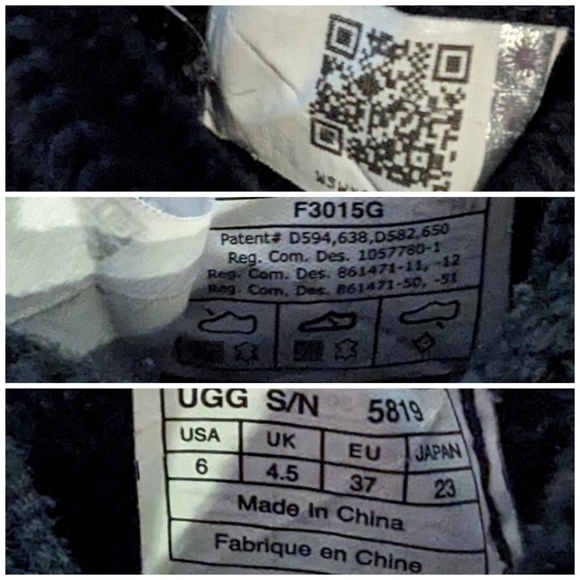 F3015G
Patent# D594,638,D582,650
Reg. Com. Des. 1057780-1
Reg. Com. Des. 861471-11, -12
Reg. Com. Des. 861471-50, -51
UGG S/N 5819
USA UK EU JAPAN
6 4.5 37 23
Made In China
Fabrique en Chine